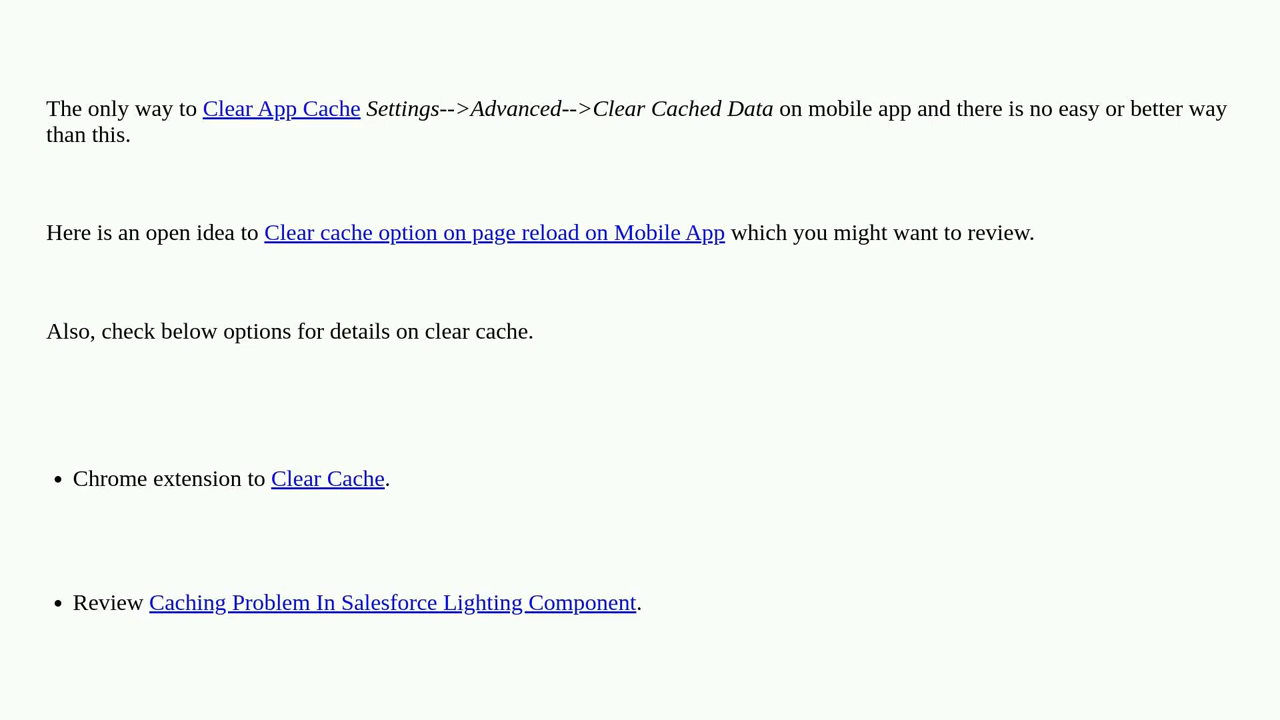 The only way to Clear App Cache Settings-->Advanced-->Clear Cached Data on mobile app and there is no easy or better way
than this.
Here is an open idea to Clear cache option on page reload on Mobile App which you might want to review.
Also, check below options for details on clear cache.
• Chrome extension to Clear Cache.
• Review Caching Problem In Salesforce Lighting Component.